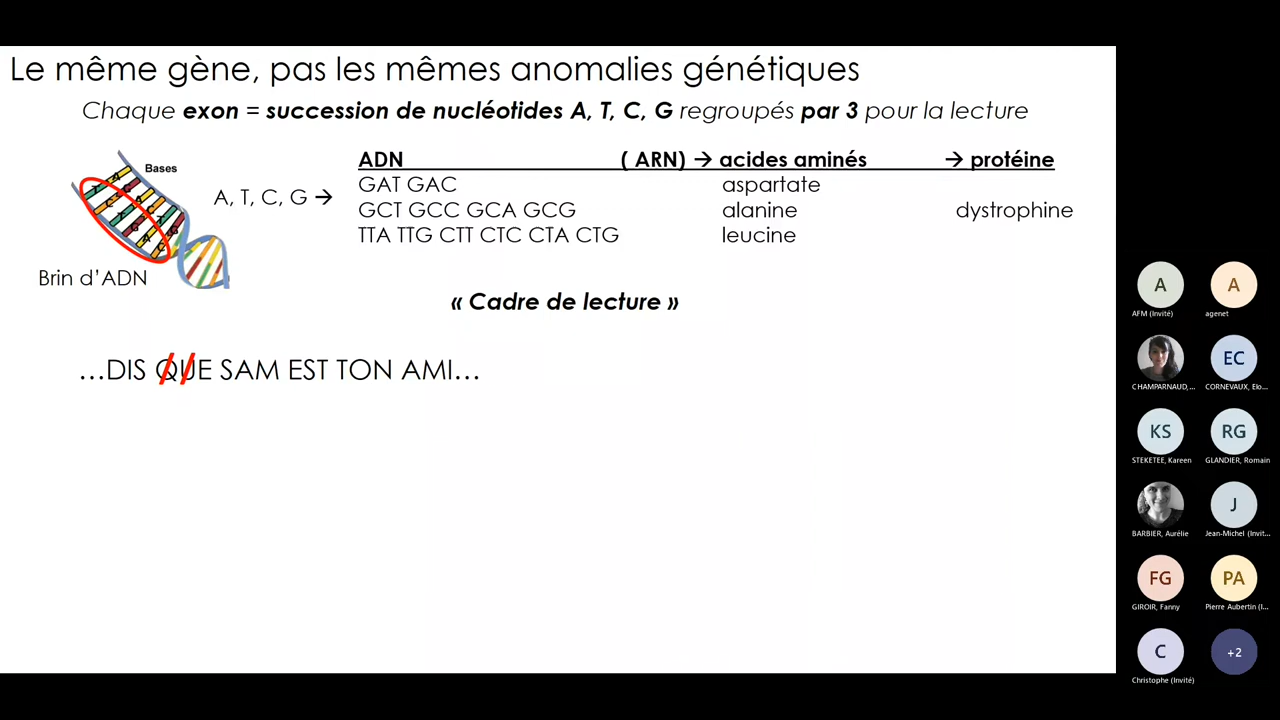 Le même gène, pas les mêmes anomalies génétiques
Chaque exon = succession de nucléotides A, T, C, G regroupés par 3 pour la lecture
Bases
A, T, C, G →
Brin d'ADN
ADN ( ARN) → acides aminés → protéine
GAT GAC aspartate
GCT GCC GCA GCG alanine dystrophine
TTA TTG CTT CTC CTA CTG leucine
« Cadre de lecture »
…DIS QUE SAM EST TON AMI…
A A
AFM (Invité) agenet
EC
CHAMPARNAUD,... CORNEVAUX, Elo...
KS RG
STEKETEE, Kareen GLANDIER, Romain
J
BARBIER, Aurélie Jean-Michel (Invit...
FG PA
GIROIR, Fanny Pierre Aubertin (I...
C +2
Christophe (Invité)